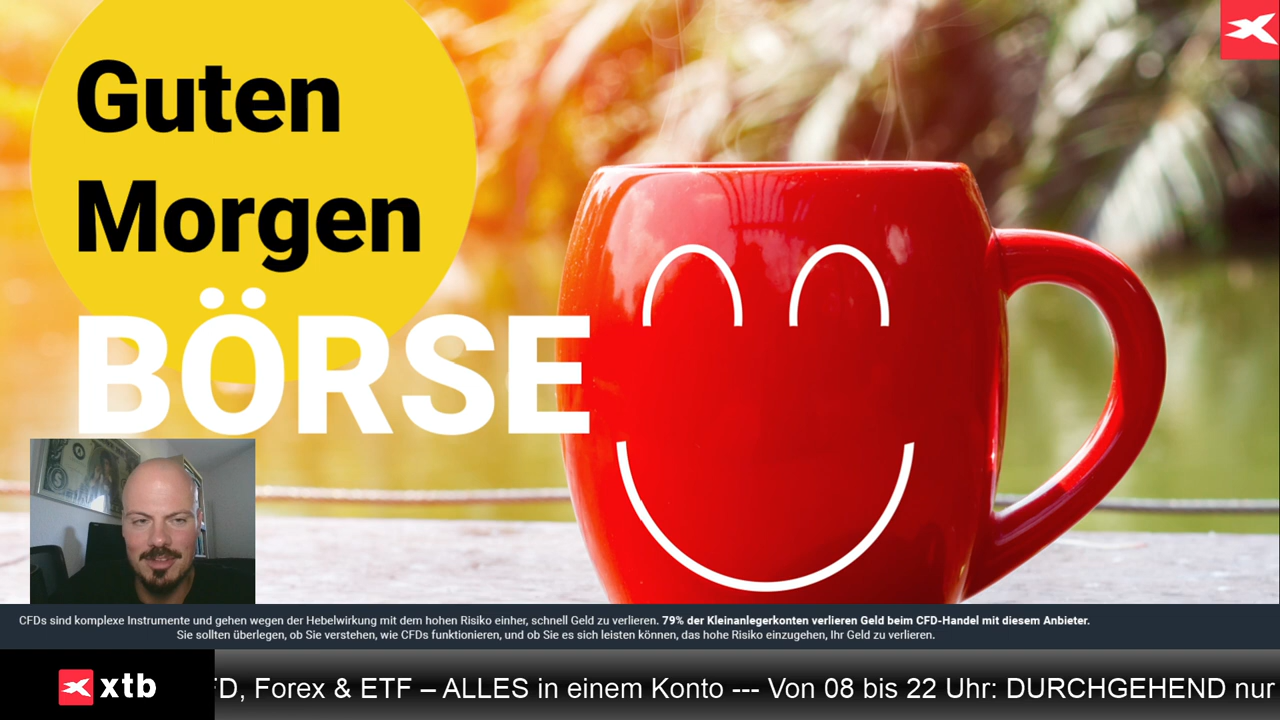 Guten
Morgen
BÖRSE
CFDs sind komplexe Instrumente und gehen wegen der Hebelwirkung mit dem hohen Risiko einher, schnell Geld zu verlieren. 79% der Kleinanlegerkonten verlieren Geld beim CFD-Handel mit diesem Anbieter.
Sie sollten überlegen, ob Sie verstehen, wie CFDs funktionieren, und ob Sie es sich leisten können, das hohe Risiko einzugehen, Ihr Geld zu verlieren.
xtb
FD, Forex & ETF – ALLES in einem Konto --- Von 08 bis 22 Uhr: DURCHGEHEND nur